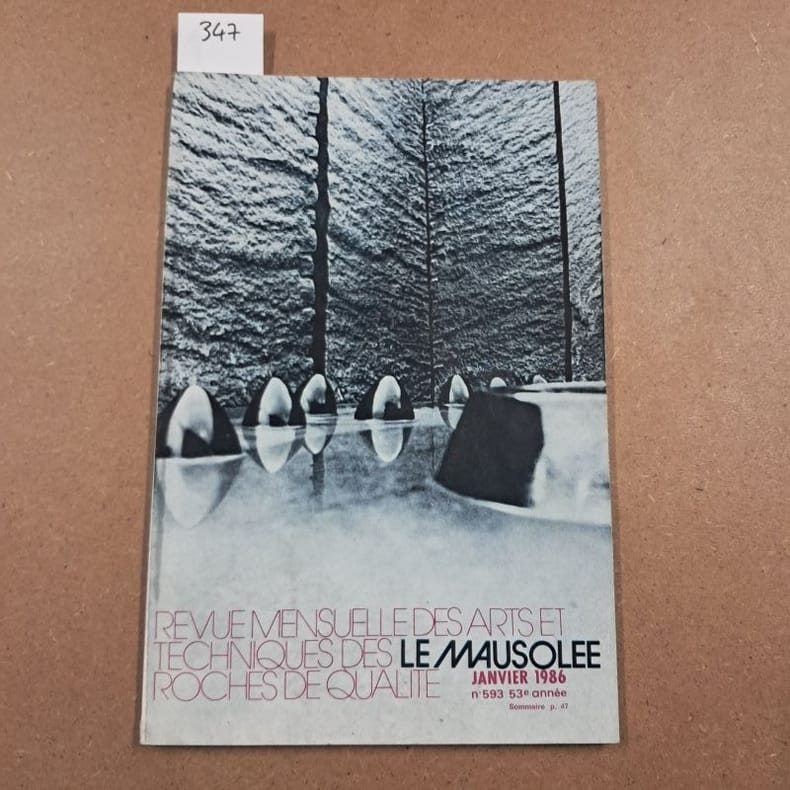 347
REVUE MENSUELLE DES ARTS ET
TECHNIQUES DES LE MAUSOLEE
ROCHES DE QUALITE JANVIER 1986
n°593 53e année
Sommaire p. 47